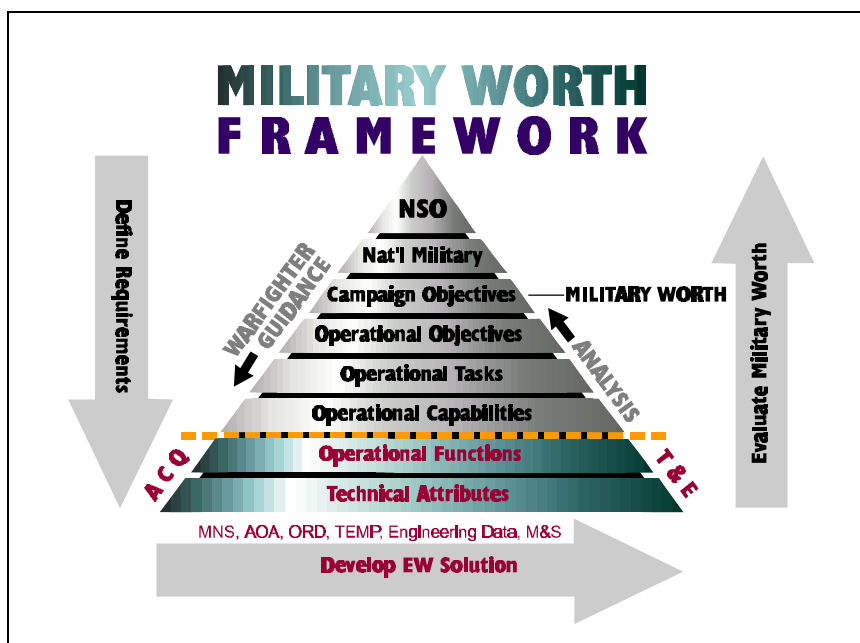 MILITARY WORTH
FRAMEWORK
Define Requirements
WARFIGHTER
GUIDANCE
NSO
Nat'l Military
Campaign Objectives
MILITARY WORTH
Operational Objectives
Operational Tasks
Operational Capabilities
ANALYSIS
Evaluate Military Worth
ACQ
Operational Functions
T&E
Technical Attributes
MNS, AOA, ORD, TEMP, Engineering Data, M&S
Develop EW Solution